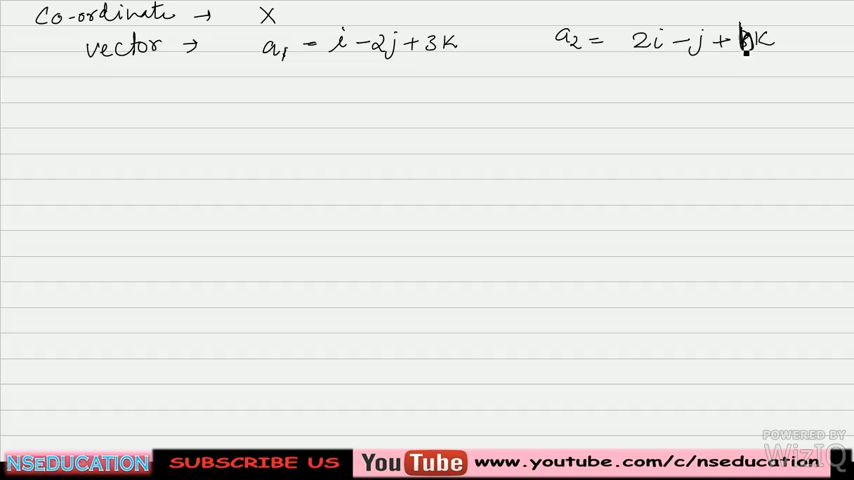 Co-ordinate → X
vector → a₁ = i - 2j + 3k a₂ = 2i - j + k
POWERED BY
WizIQ
NSEDUCATION SUBSCRIBE US YouTube www.youtube.com/c/nseducation